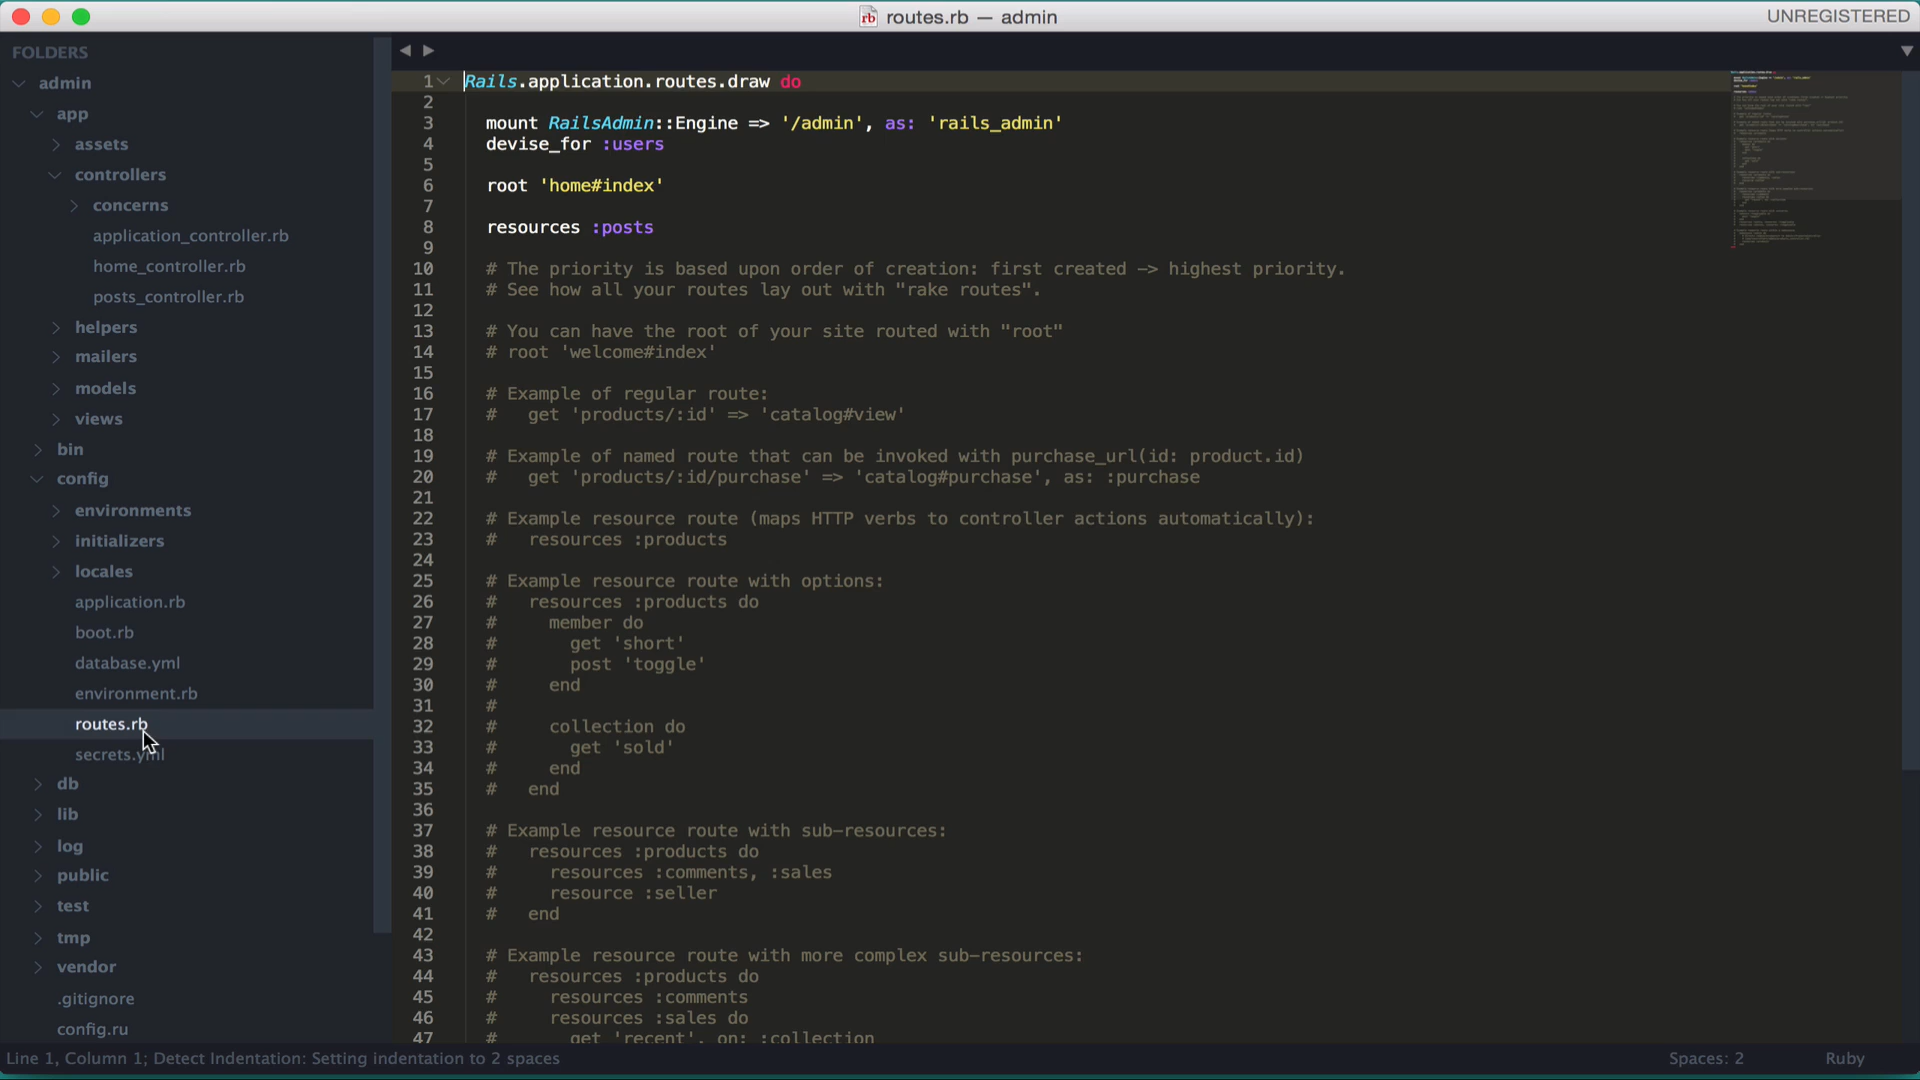 routes.rb — admin
UNREGISTERED
FOLDERS
admin
app
assets
controllers
concerns
application_controller.rb
home_controller.rb
posts_controller.rb
helpers
mailers
models
views
bin
config
environments
initializers
locales
application.rb
boot.rb
database.yml
environment.rb
routes.rb
secrets.yml
db
lib
log
public
test
tmp
vendor
.gitignore
config.ru
1 Rails.application.routes.draw do
2
3 mount RailsAdmin::Engine => '/admin', as: 'rails_admin'
4 devise_for :users
5
6 root 'home#index'
7
8 resources :posts
9
10 # The priority is based upon order of creation: first created -> highest priority.
11 # See how all your routes lay out with "rake routes".
12
13 # You can have the root of your site routed with "root"
14 # root 'welcome#index'
15
16 # Example of regular route:
17 #   get 'products/:id' => 'catalog#view'
18
19 # Example of named route that can be invoked with purchase_url(id: product.id)
20 #   get 'products/:id/purchase' => 'catalog#purchase', as: :purchase
21
22 # Example resource route (maps HTTP verbs to controller actions automatically):
23 #   resources :products
24
25 # Example resource route with options:
26 #   resources :products do
27 #     member do
28 #       get 'short'
29 #       post 'toggle'
30 #     end
31 #
32 #     collection do
33 #       get 'sold'
34 #     end
35 #   end
36
37 # Example resource route with sub-resources:
38 #   resources :products do
39 #     resources :comments, :sales
40 #     resource :seller
41 #   end
42
43 # Example resource route with more complex sub-resources:
44 #   resources :products do
45 #     resources :comments
46 #     resources :sales do
47 #       get 'recent', on: :collection
Line 1, Column 1; Detect Indentation: Setting indentation to 2 spaces
Spaces: 2
Ruby